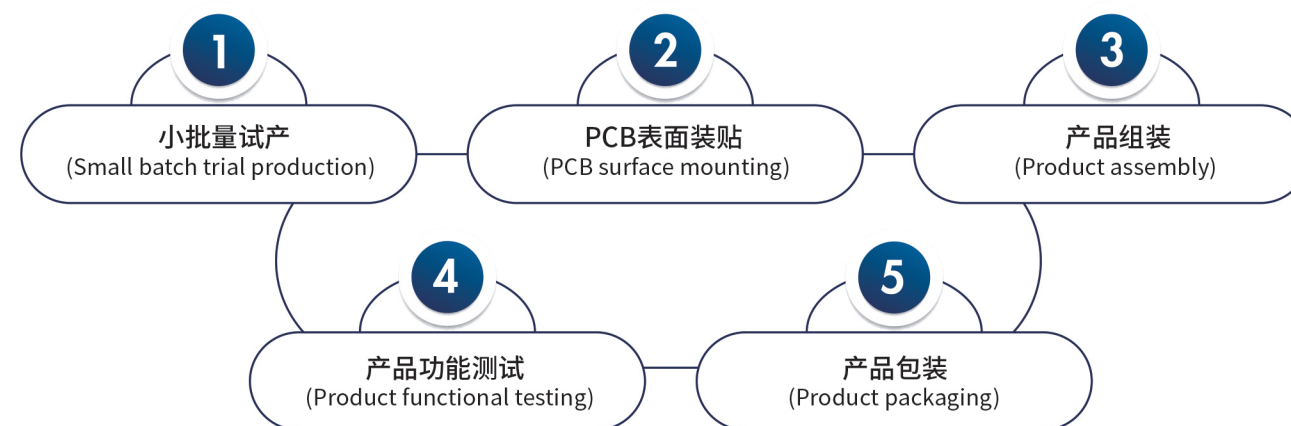 1
小批量试产
(Small batch trial production)
2
PCB表面装贴
(PCB surface mounting)
3
产品组装
(Product assembly)
4
产品功能测试
(Product functional testing)
5
产品包装
(Product packaging)